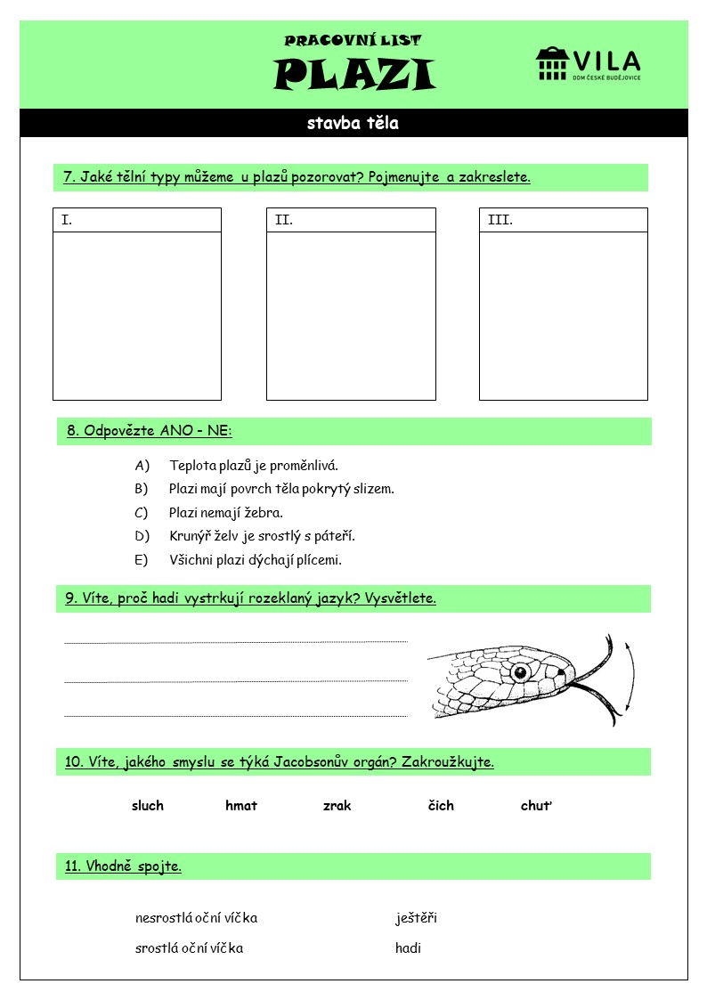 PRACOVNÍ LIST
PLAZI
VILA
DDM ČESKÉ BUDĚJOVICE
stavba těla
7. Jaké tělní typy můžeme u plazů pozorovat? Pojmenujte a zakreslete.
I. II. III.
8. Odpovězte ANO - NE:
A) Teplota plazů je proměnlivá.
B) Plazi mají povrch těla pokrytý slizem.
C) Plazi nemají žebra.
D) Krunýř želv je srostlý s páteří.
E) Všichni plazi dýchají plícemi.
9. Víte, proč hadi vystrkují rozeklaný jazyk? Vysvětlete.
10. Víte, jakého smyslu se týká Jacobsonův orgán? Zakroužkujte.
sluch hmat zrak čich chuť
11. Vhodně spojte.
nesrostlá oční víčka ještěři
srostlá oční víčka hadi